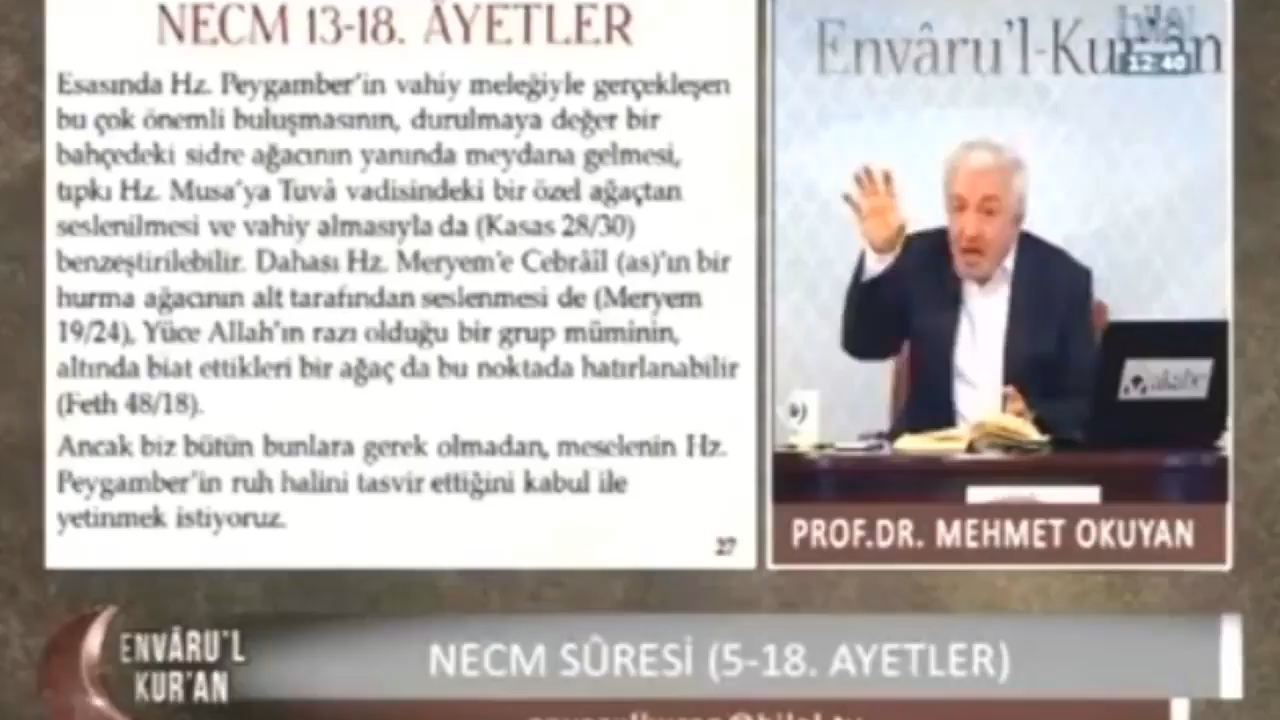 NECM 13-18. ÂYETLER
Esasında Hz. Peygamber'in vahiy meleğiyle gerçekleşen
bu çok önemli buluşmasının, durulmaya değer bir
bahçedeki sidre ağacının yanında meydana gelmesi,
tıpkı Hz. Musa'ya Tuvâ vadisindeki bir özel ağaçtan
seslenilmesi ve vahiy almasıyla da (Kasas 28/30)
benzeştirilebilir. Dahası Hz. Meryem'e Cebrâîl (as)'ın bir
hurma ağacının alt tarafından seslenmesi de (Meryem
19/24), Yüce Allah'ın razı olduğu bir grup müminin,
altında biat ettikleri bir ağaç da bu noktada hatırlanabilir
(Feth 48/18).
Ancak biz bütün bunlara gerek olmadan, meselenin Hz.
Peygamber'in ruh halini tasvir ettiğini kabul ile
yetinmek istiyoruz.
27
Envâru'l-Kur'an
12:40
PROF.DR. MEHMET OKUYAN
ENVÂRU'L
KUR'AN
NECM SÛRESİ (5-18. AYETLER)